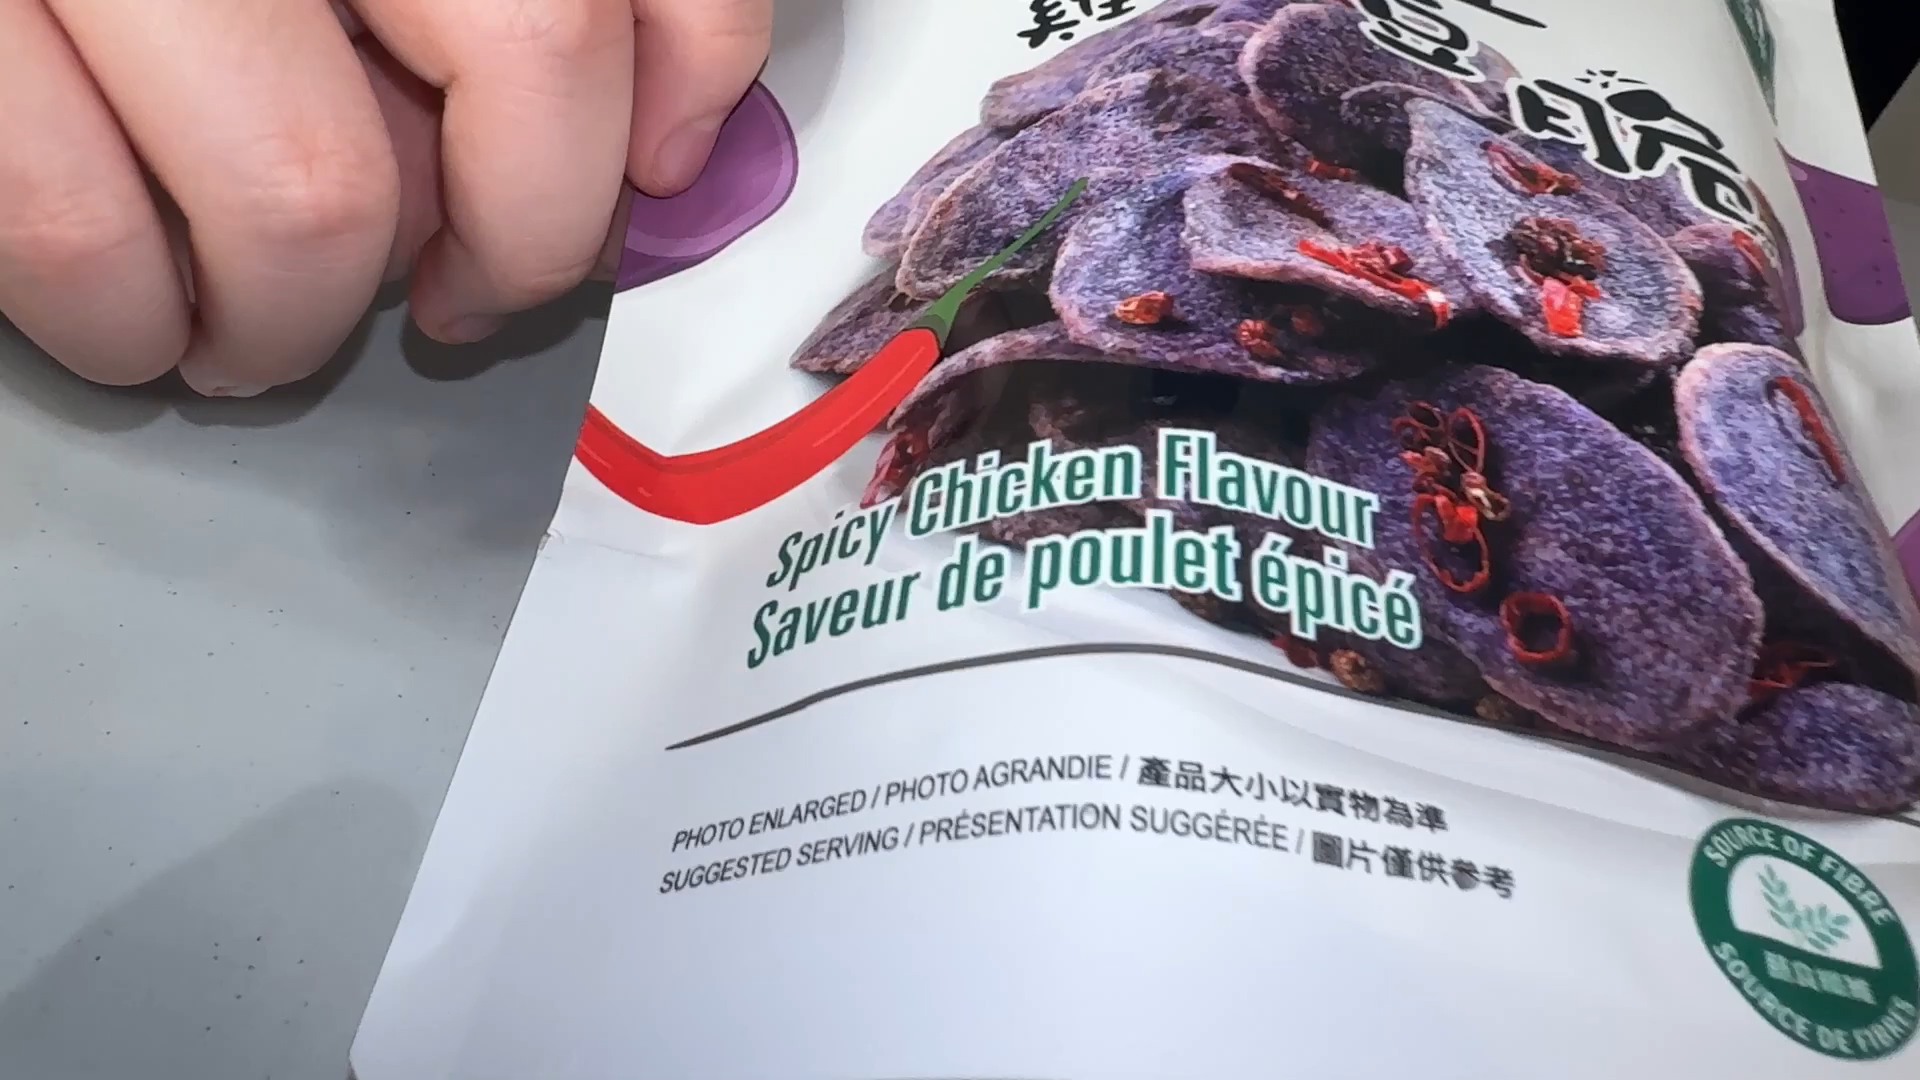 脆
Spicy Chicken Flavour
Saveur de poulet épicé
PHOTO ENLARGED / PHOTO AGRANDIE / 產品大小以實物為準
SUGGESTED SERVING / PRÉSENTATION SUGGÉRÉE / 圖片僅供參考
SOURCE OF FIBRE
SOURCE DE FIBRES